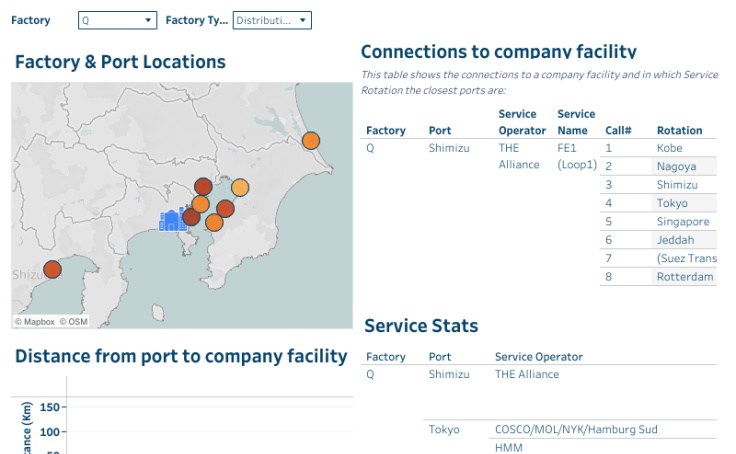 Factory Q Factory Ty... Distributi...
Factory & Port Locations
Shizu
© Mapbox © OSM
Connections to company facility
This table shows the connections to a company facility and in which Service
Rotation the closest ports are:
Factory Port Service Operator Service Name Call# Rotation
Q Shimizu THE Alliance FE1 (Loop1) 1 Kobe
2 Nagoya
3 Shimizu
4 Tokyo
5 Singapore
6 Jeddah
7 (Suez Trans
8 Rotterdam
Distance from port to company facility
150
100
Service Stats
Factory Port Service Operator
Q Shimizu THE Alliance
Tokyo COSCO/MOL/NYK/Hamburg Sud
HMM